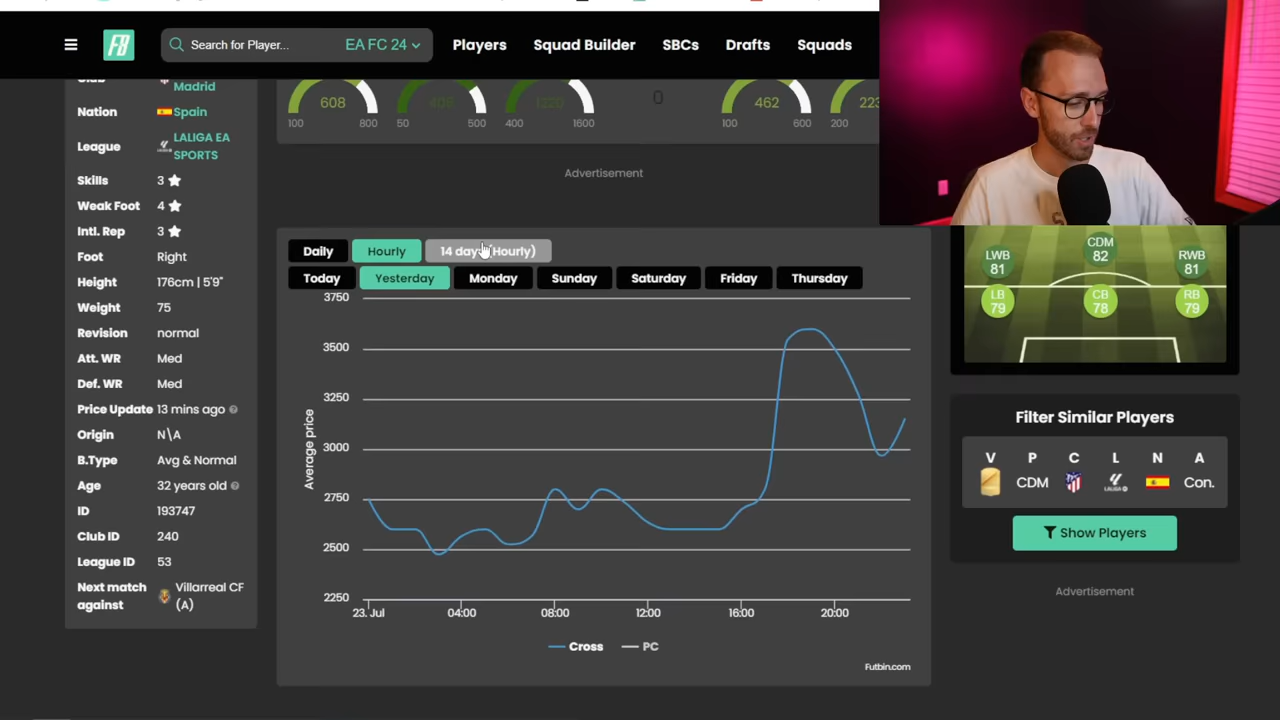 Search for Player...
EA FC 24
Players
Squad Builder
SBCs
Drafts
Squads
Madrid
Nation
Spain
League
LALIGA EA
SPORTS
Skills
3
Weak Foot
4
Intl. Rep
3
Foot
Right
Height
176cm | 5'9"
Weight
75
Revision
normal
Att. WR
Med
Def. WR
Med
Price Update
13 mins ago
Origin
N\A
B.Type
Avg & Normal
Age
32 years old
ID
193747
Club ID
240
League ID
53
Next match
against
Villarreal CF
(A)
608
100
800
50
500
1220
400
1600
0
462
100
600
200
Advertisement
Daily
Hourly
14 days (Hourly)
Today
Yesterday
Monday
Sunday
Saturday
Friday
Thursday
3750
3500
3250
3000
2750
2500
2250
Average price
23. Jul
04:00
08:00
12:00
16:00
20:00
Cross
PC
Futbin.com
LWB
81
CDM
82
RWB
81
LB
79
CB
78
RB
79
Filter Similar Players
V
P
C
L
N
A
CDM
Con.
Show Players
Advertisement